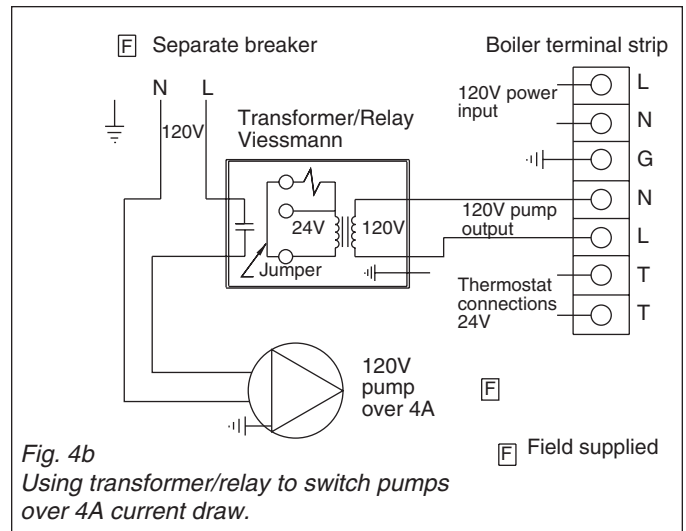 F Separate breaker
Boiler terminal strip
N L
120V
Transformer/Relay
Viessmann
24V 120V
Jumper
120V power
input
L
N
G
N
120V pump
output
L
T
Thermostat
connections
24V
T
120V
pump
over 4A
F
F Field supplied
Fig. 4b
Using transformer/relay to switch pumps
over 4A current draw.